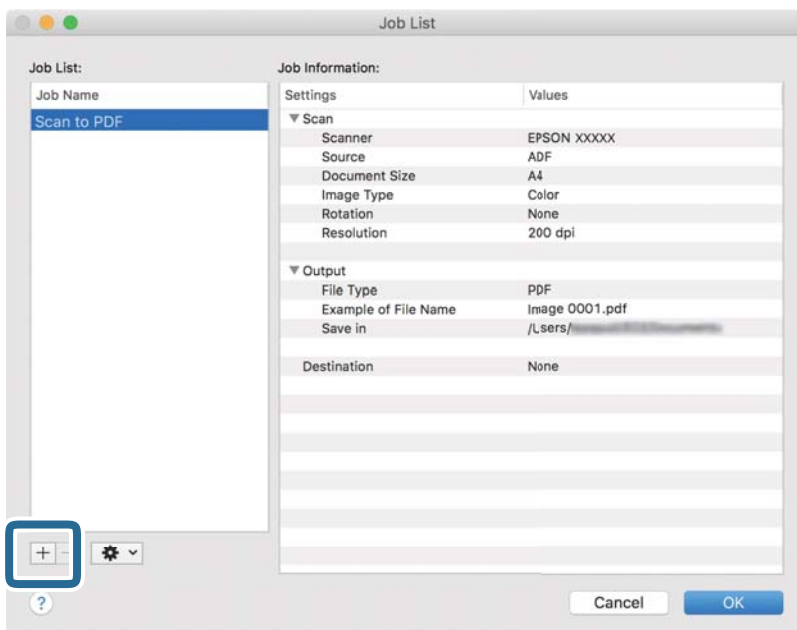 Job List
Job List:
Job Information:
Job Name
Scan to PDF
Settings Values
Scan
Scanner EPSON XXXXX
Source ADF
Document Size A4
Image Type Color
Rotation None
Resolution 200 dpi
Output
File Type PDF
Example of File Name Image 0001.pdf
Save in /Users/
Destination None
+ -
?
Cancel OK